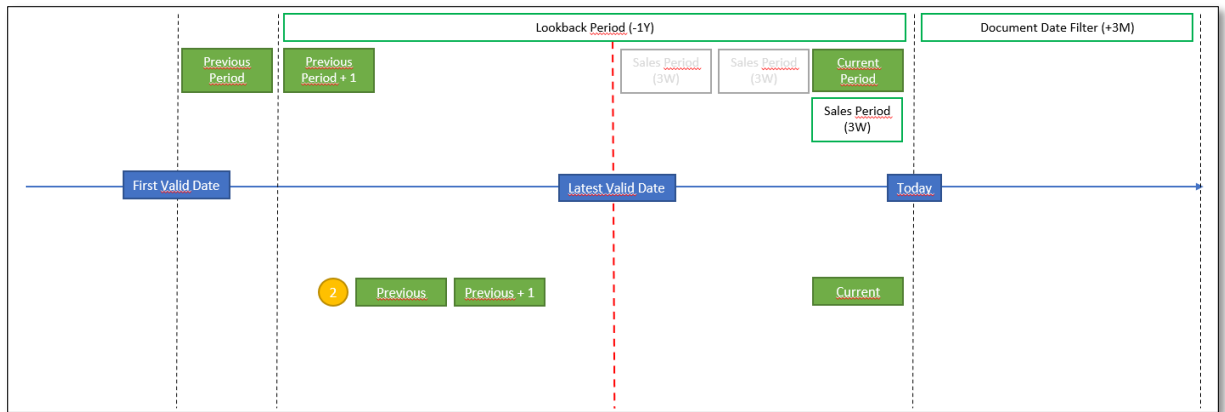 Lookback Period (-1Y)
Document Date Filter (+3M)
Previous
Period
Previous
Period + 1
Sales Period
(3W)
Sales Period
(3W)
Current
Period
Sales Period
(3W)
First Valid Date
Latest Valid Date
Today
2
Previous
Previous + 1
Current